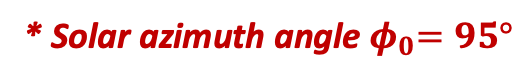 * Solar azimuth angle ϕ₀= 95°